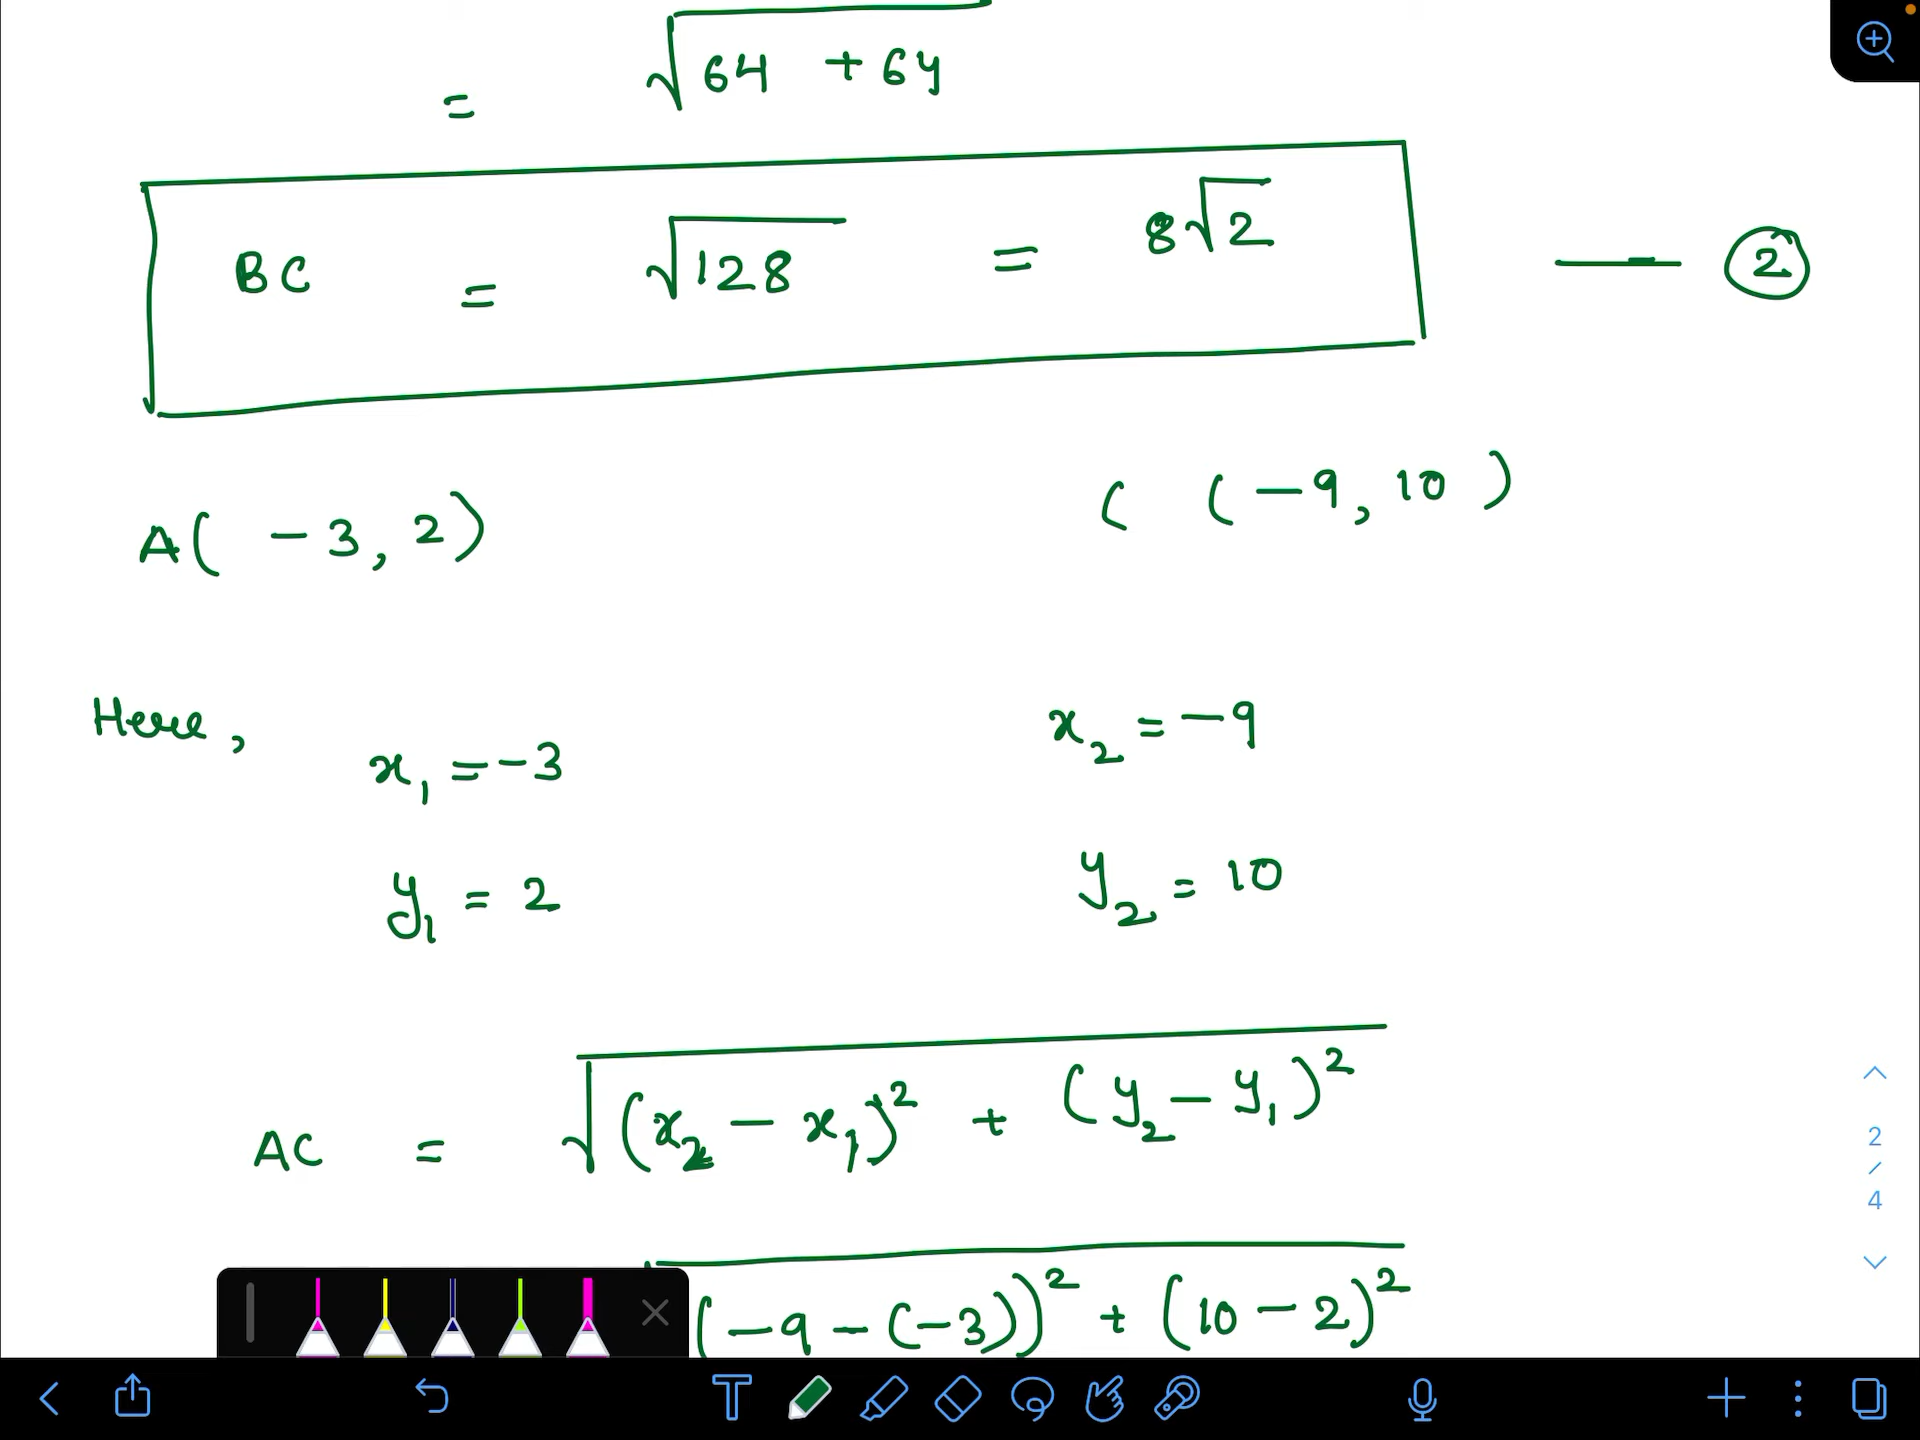 = √64 + 64
BC = √128 = 8√2 — ②
A( -3, 2) C (-9, 10)
Here, x₁ = -3 x₂ = -9
y₁ = 2 y₂ = 10
AC = √(x₂ - x₁)² + (y₂ - y₁)²
(-9 - (-3))² + (10 - 2)²
2
/
4
T